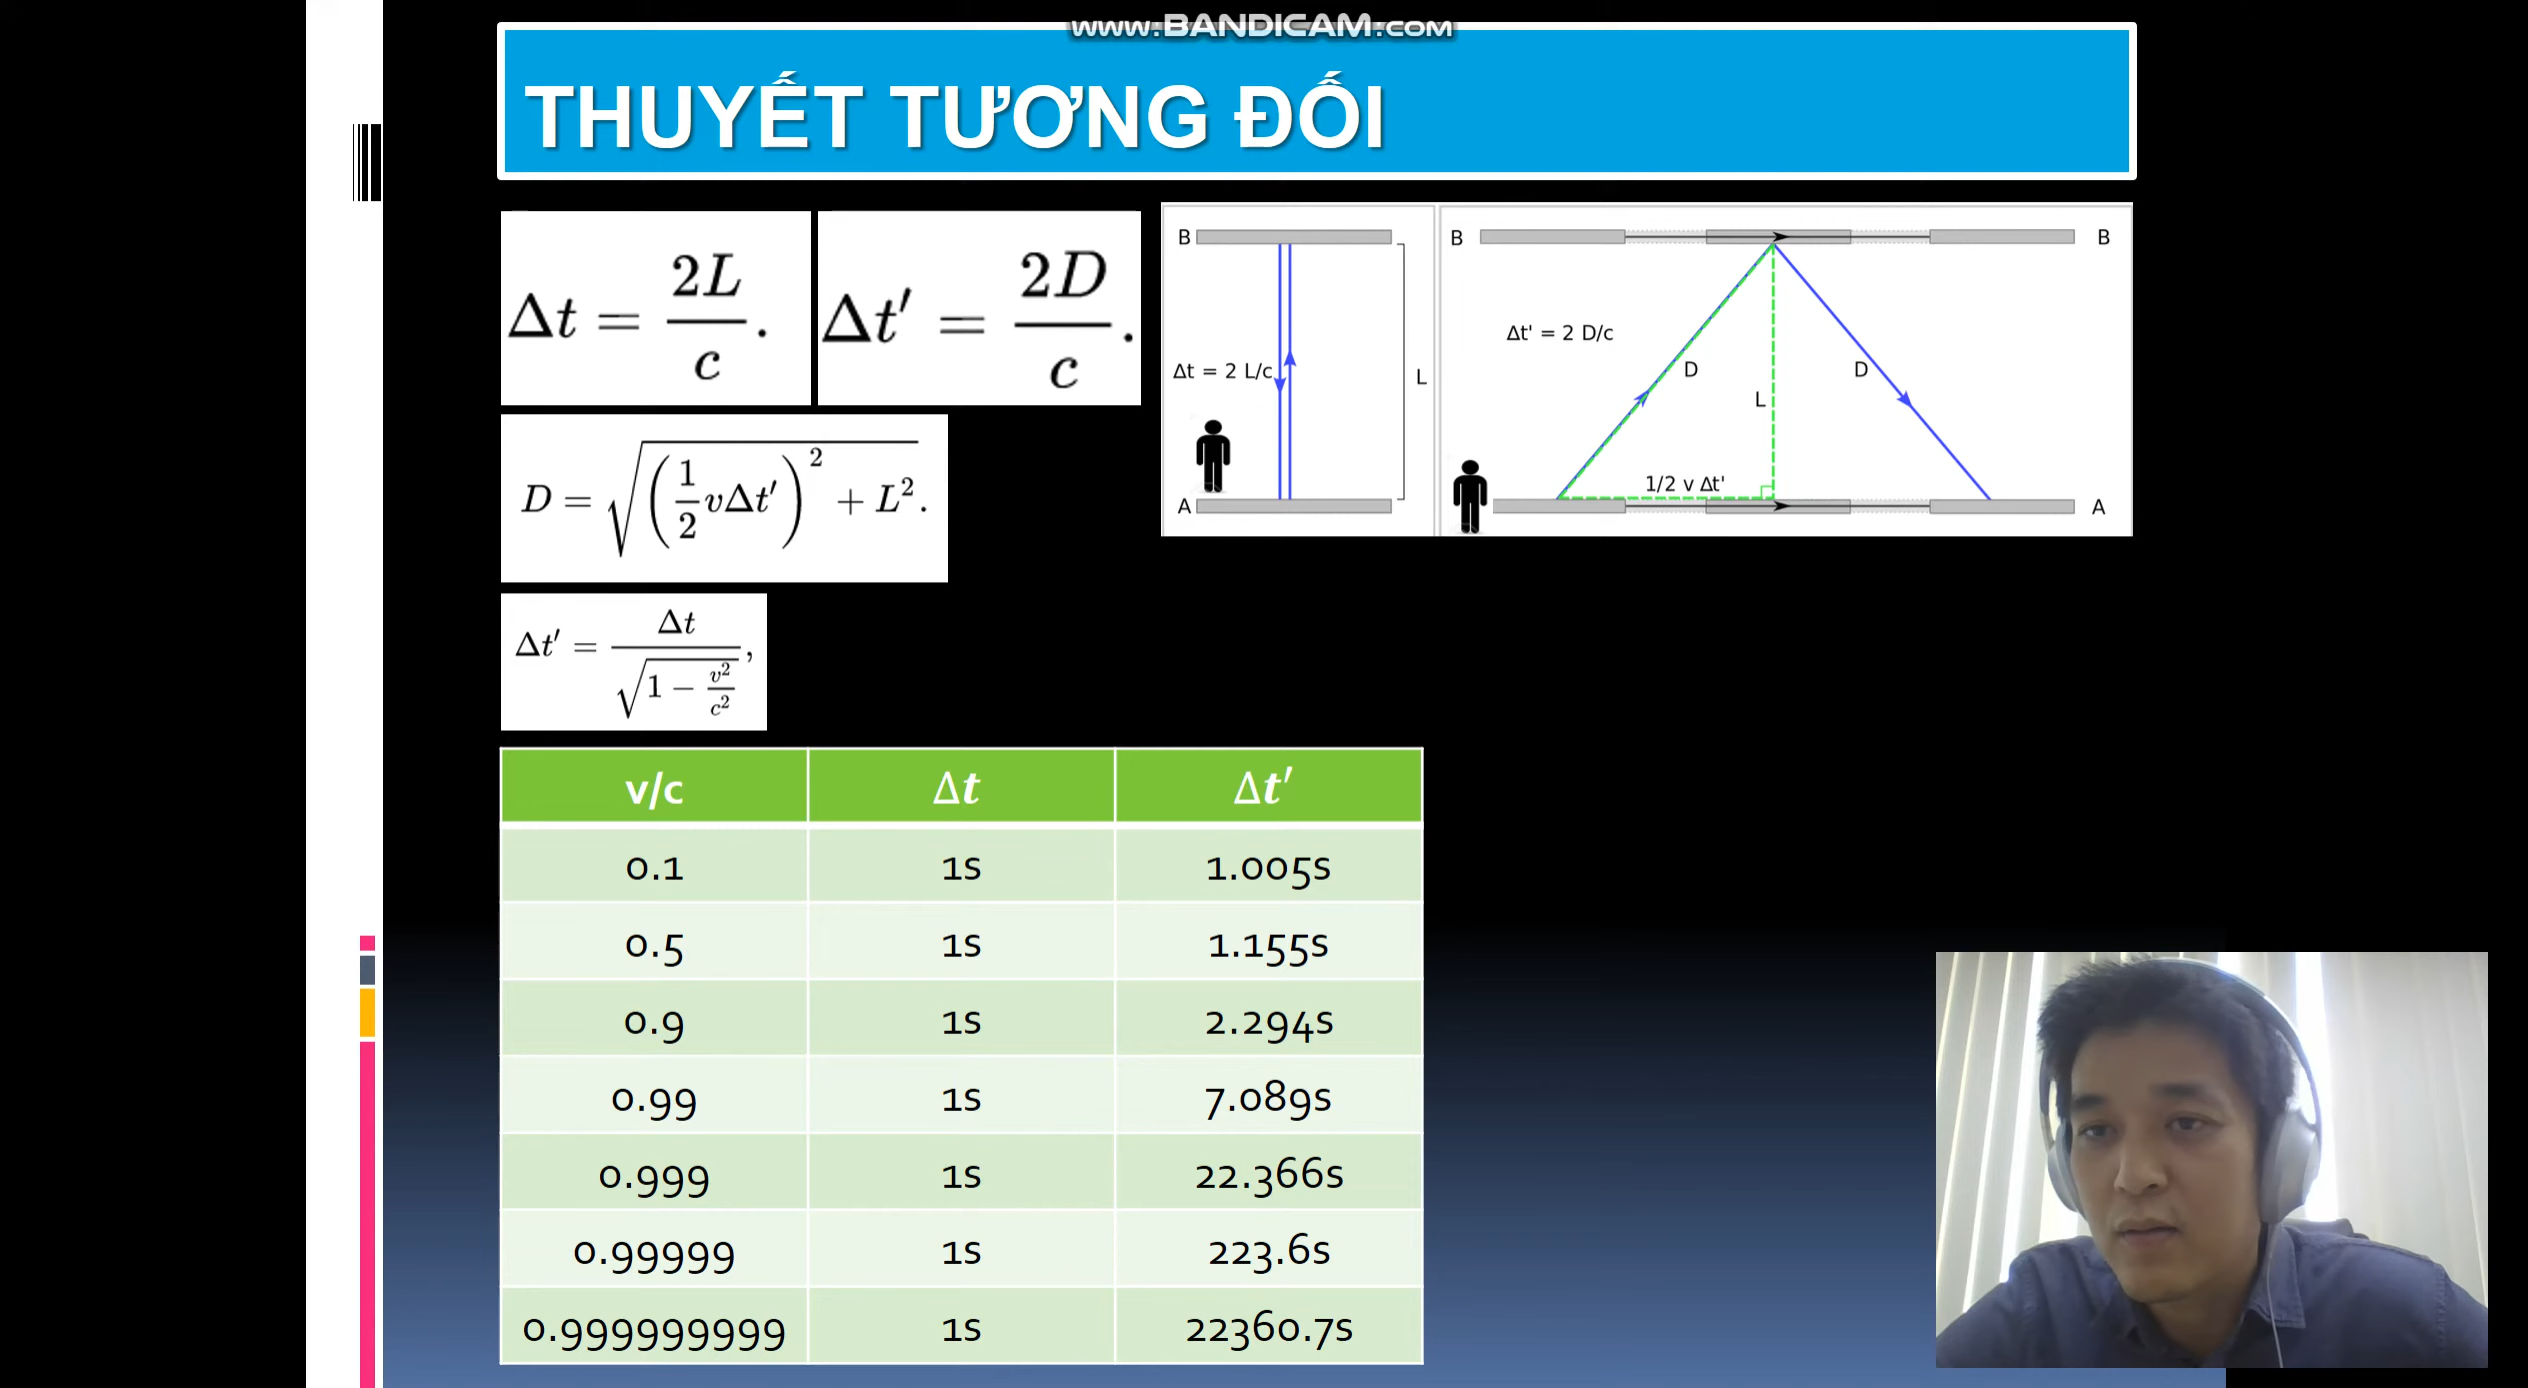 www.BANDICAM.com
THUYẾT TƯƠNG ĐỐI
Δt = 2L/c.
Δt′ = 2D/c.
D = √((1/2 vΔt′)² + L²).
Δt′ = Δt/√(1 − v²/c²),
B
Δt = 2 L/c
L
A
B B
Δt' = 2 D/c
D D
L
1/2 v Δt'
A
v/c Δt Δt′
0.1 1s 1.005s
0.5 1s 1.155s
0.9 1s 2.294s
0.99 1s 7.089s
0.999 1s 22.366s
0.99999 1s 223.6s
0.999999999 1s 22360.7s